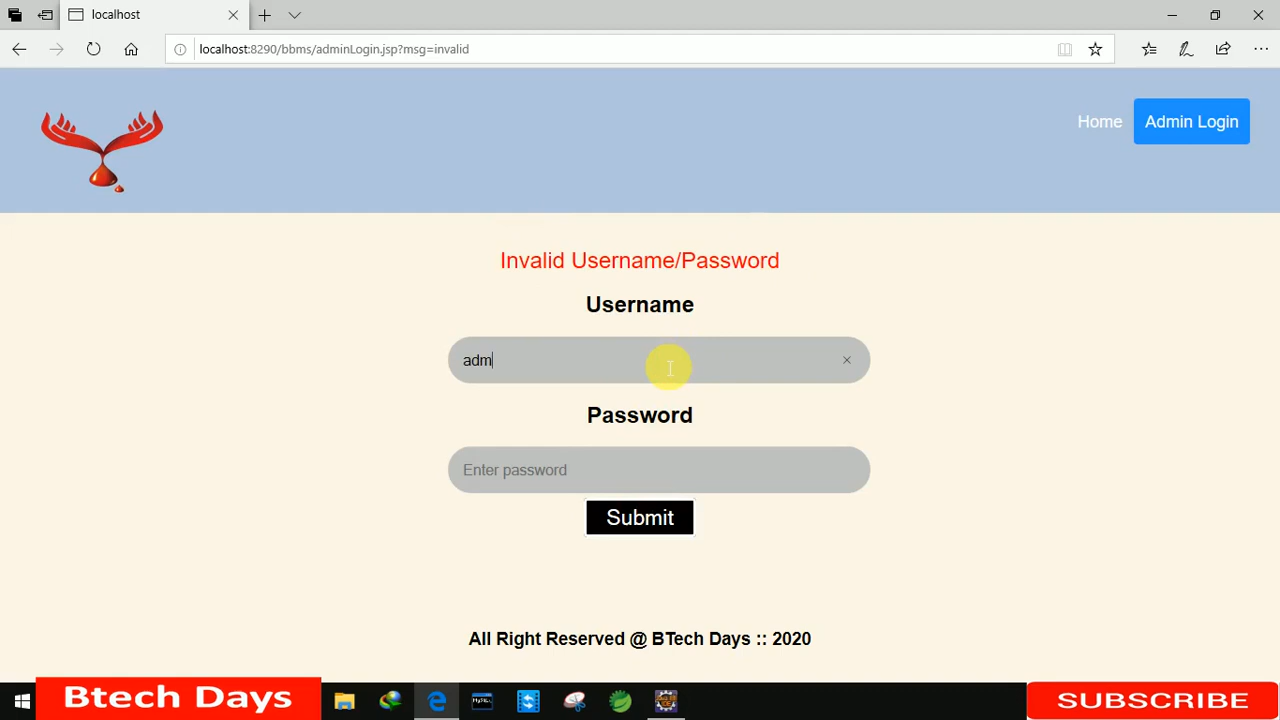 localhost
localhost:8290/bbms/adminLogin.jsp?msg=invalid
Home
Admin Login
Invalid Username/Password
Username
adm
Password
Enter password
Submit
All Right Reserved @ BTech Days :: 2020
Btech Days
SUBSCRIBE